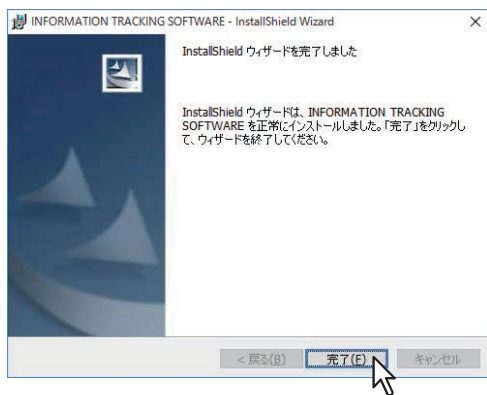 INFORMATION TRACKING SOFTWARE - InstallShield Wizard
InstallShield ウィザードを完了しました
InstallShield ウィザードは、INFORMATION TRACKING
SOFTWARE を正常にインストールしました。「完了」をクリックし
て、ウィザードを終了してください。
< 戻る(B) 完了(F) キャンセル